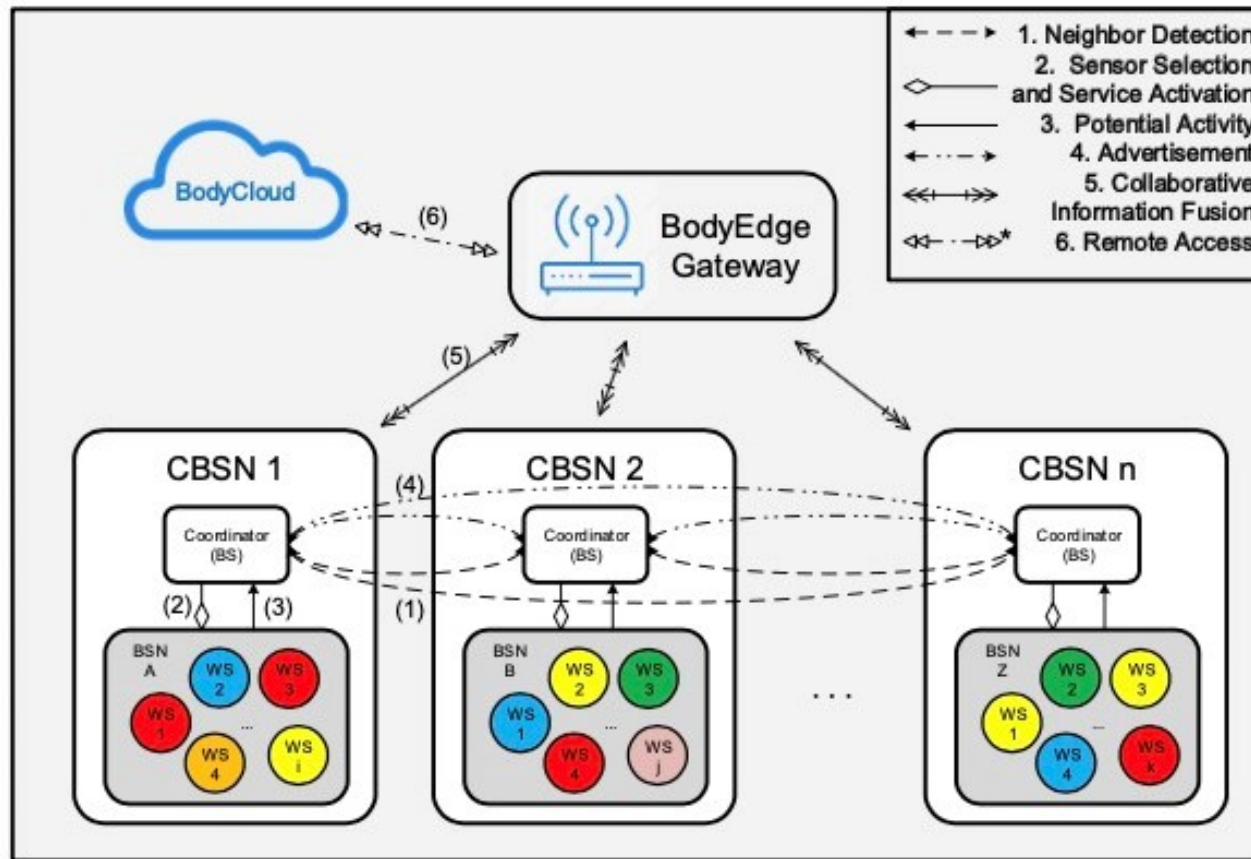 1. Neighbor Detection
2. Sensor Selection
and Service Activation
3. Potential Activity
4. Advertisement
5. Collaborative
Information Fusion
* 6. Remote Access
BodyCloud
(6)
BodyEdge
Gateway
(5)
CBSN 1
CBSN 2
CBSN n
(4)
Coordinator
(BS)
Coordinator
(BS)
Coordinator
(BS)
(2)
(3)
(1)
BSN
A
WS
2
WS
3
WS
1
...
WS
4
WS
i
BSN
B
WS
2
WS
3
WS
1
...
WS
4
WS
j
. . .
BSN
Z
WS
2
WS
3
WS
1
...
WS
4
WS
k